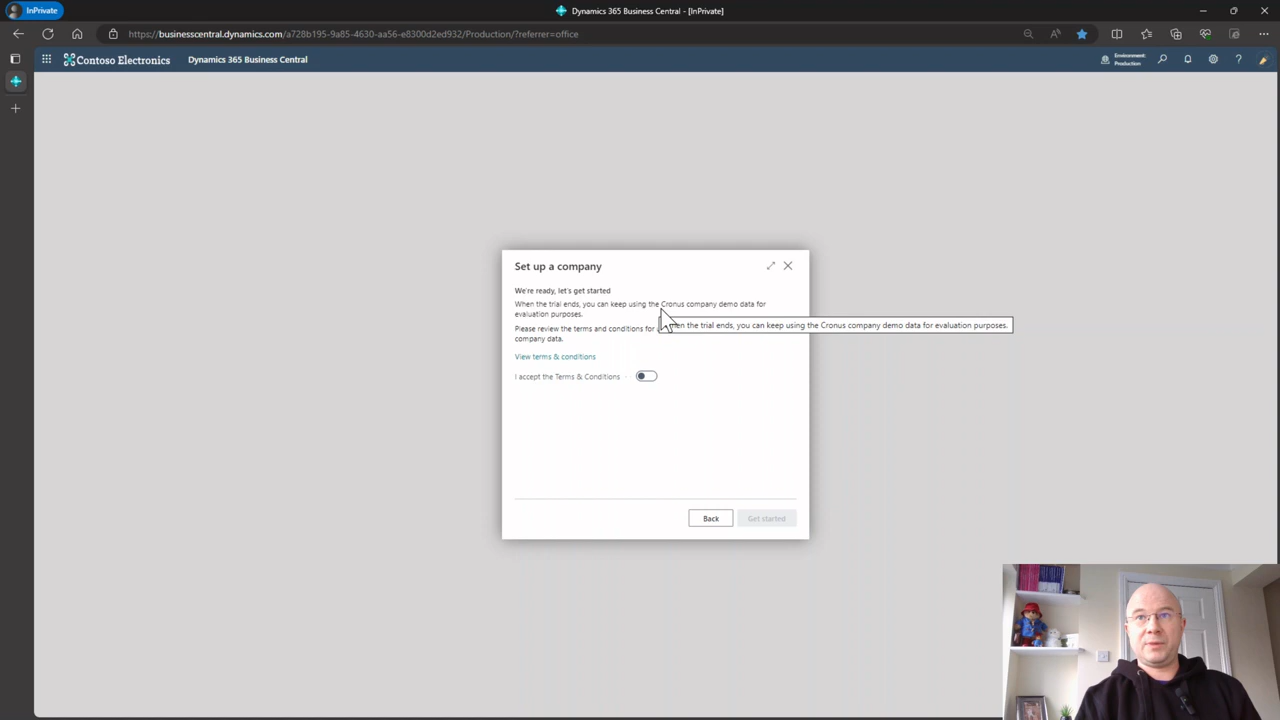 InPrivate
Dynamics 365 Business Central - [InPrivate]
https://businesscentral.dynamics.com/a728b195-9a85-4630-aa56-e8300d2ed932/Production/?referrer=office
Contoso Electronics
Dynamics 365 Business Central
Environment:
Production
Set up a company
We're ready, let's get started
When the trial ends, you can keep using the Cronus company demo data for
evaluation purposes.
Please review the terms and conditions for
hen the trial ends, you can keep using the Cronus company demo data for evaluation purposes.
company data.
View terms & conditions
I accept the Terms & Conditions
Back
Get started